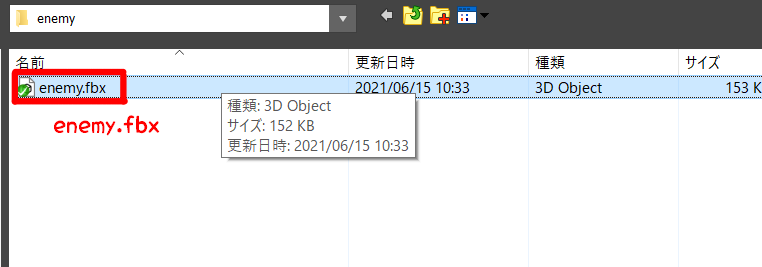 enemy
名前 更新日時 種類 サイズ
enemy.fbx 2021/06/15 10:33 3D Object 153 K
enemy.fbx
種類: 3D Object
サイズ: 152 KB
更新日時: 2021/06/15 10:33